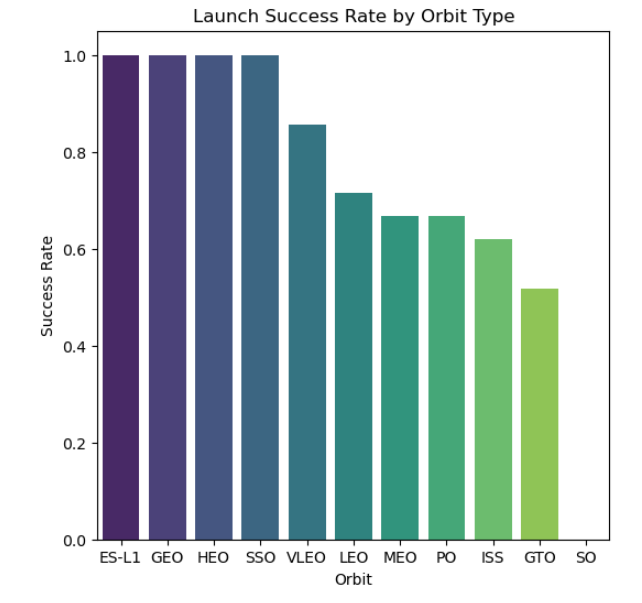 Launch Success Rate by Orbit Type
1.0
0.8
0.6
0.4
0.2
0.0
Success Rate
ES-L1 GEO HEO SSO VLEO LEO MEO PO ISS GTO SO
Orbit